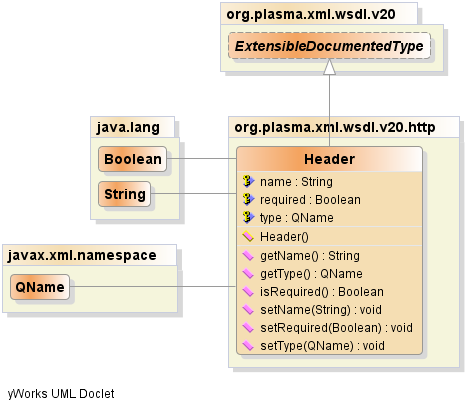 org.plasma.xml.wsdl.v20
ExtensibleDocumentedType
java.lang
Boolean
String
javax.xml.namespace
QName
org.plasma.xml.wsdl.v20.http
Header
name : String
required : Boolean
type : QName
Header()
getName() : String
getType() : QName
isRequired() : Boolean
setName(String) : void
setRequired(Boolean) : void
setType(QName) : void
yWorks UML Doclet